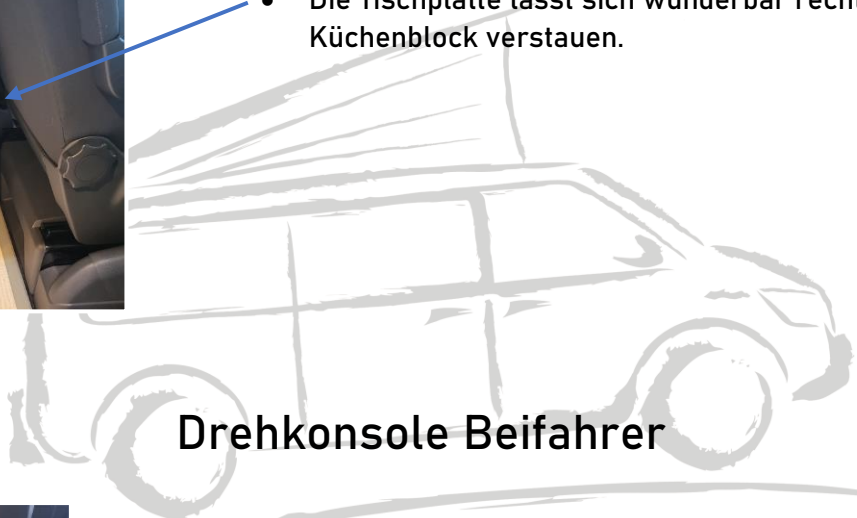 • Die Tischplatte lässt sich wunderbar
Küchenblock verstauen.
Drehkonsole Beifahrer